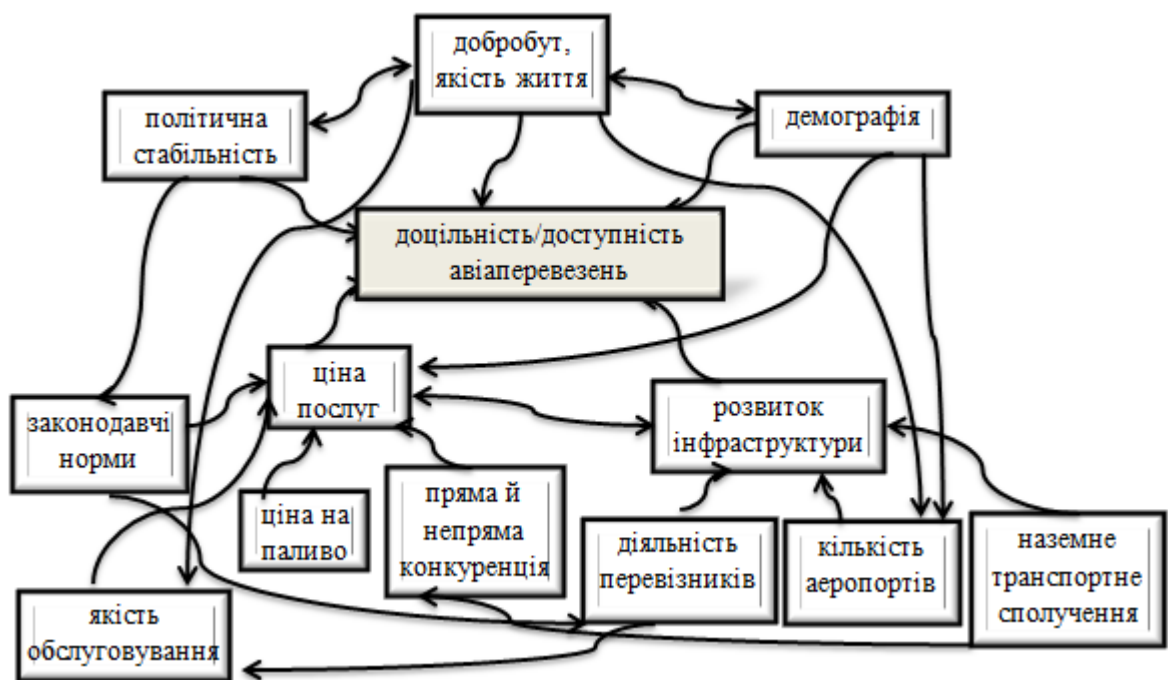 добробут,
якість життя
політична
стабільність
демографія
доцільність/доступність
авіаперевезень
ціна
послуг
розвиток
інфраструктури
законодавчі
норми
ціна на
паливо
пряма й
непряма
конкуренція
діяльність
перевізників
кількість
аеропортів
наземне
транспортне
сполучення
якість
обслуговування